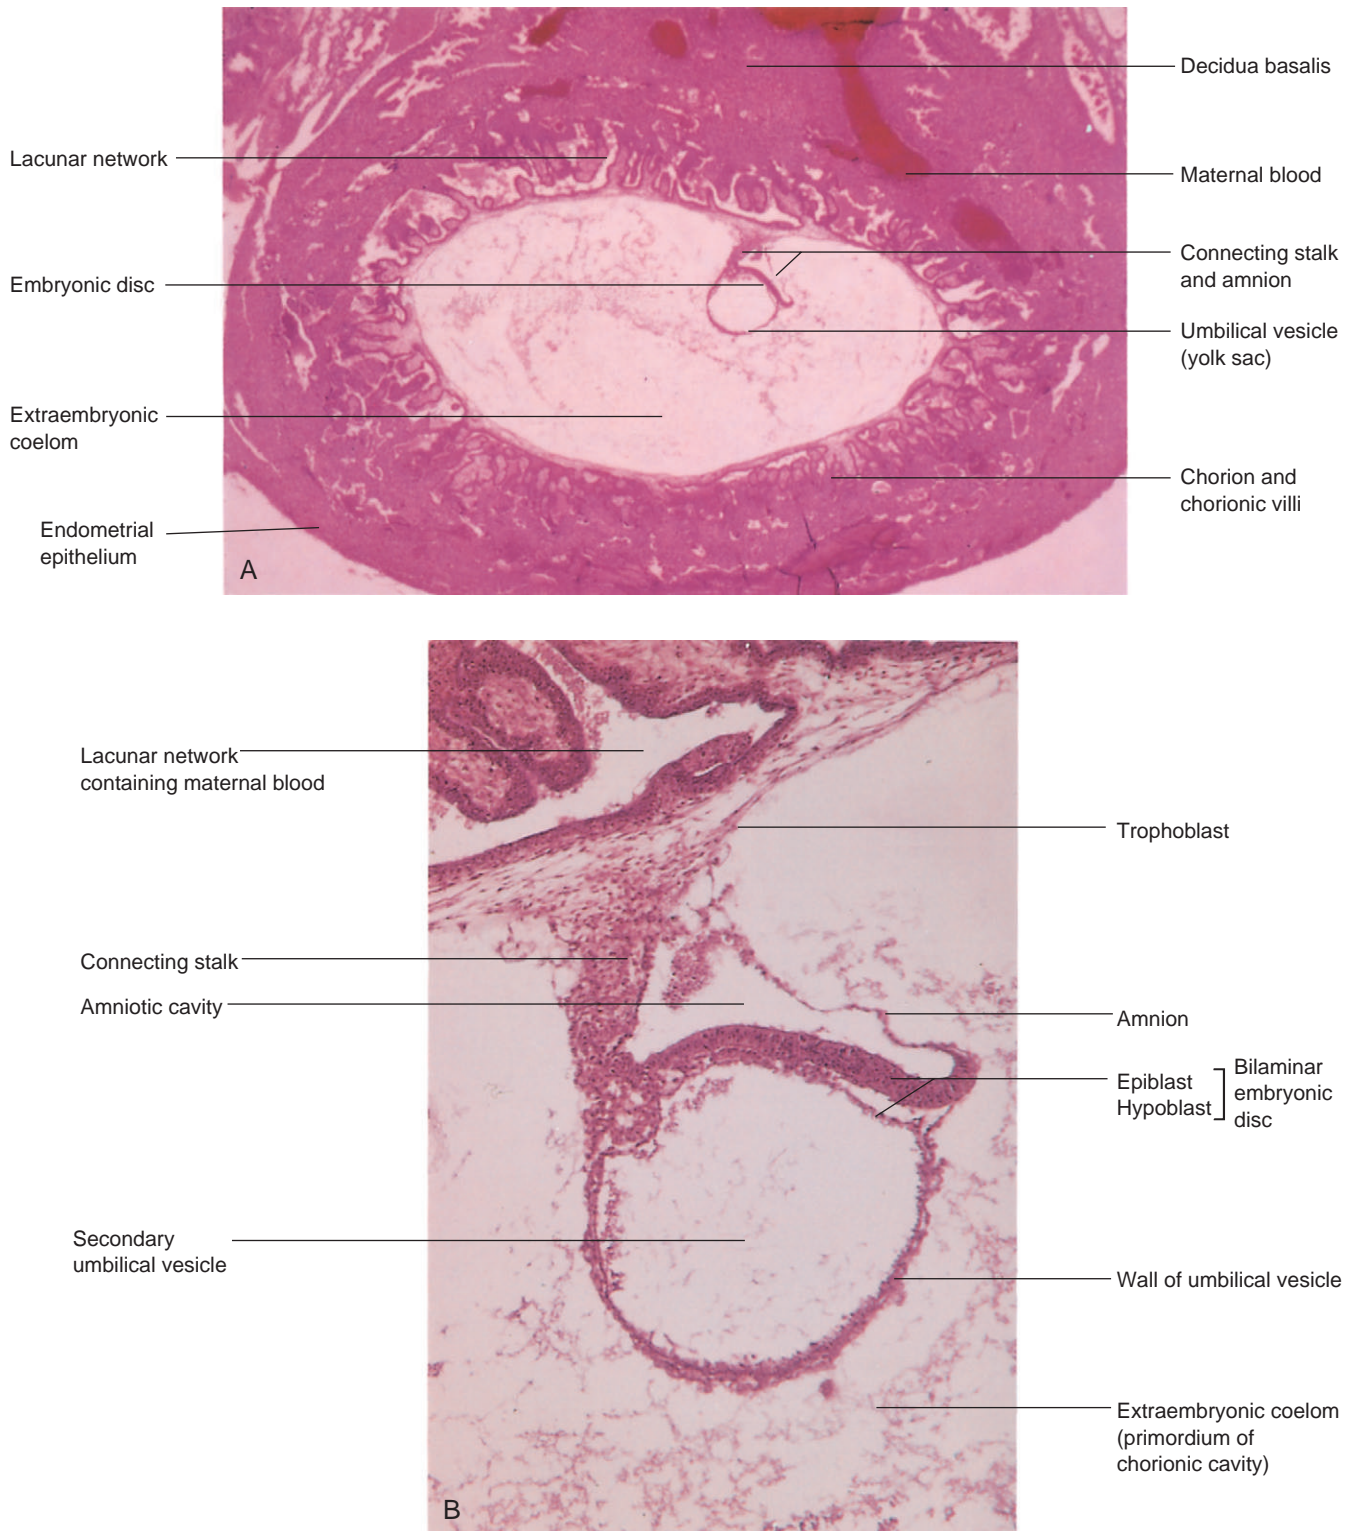 Decidua basalis
Lacunar network
Maternal blood
Connecting stalk
and amnion
Embryonic disc
Umbilical vesicle
(yolk sac)
Extraembryonic
coelom
Chorion and
chorionic villi
Endometrial
epithelium
A
Lacunar network
containing maternal blood
Trophoblast
Connecting stalk
Amniotic cavity
Amnion
Epiblast
Hypoblast
Bilaminar
embryonic
disc
Secondary
umbilical vesicle
Wall of umbilical vesicle
Extraembryonic coelom
(primordium of
chorionic cavity)
B